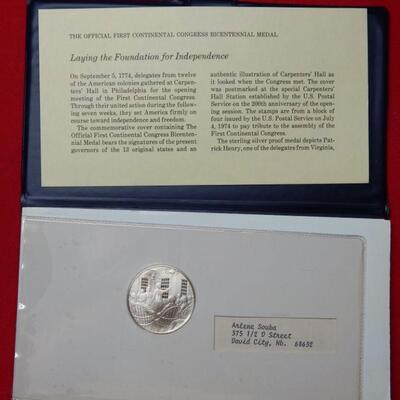 THE OFFICIAL FIRST CONTINENTAL CONGRESS BICENTENNIAL MEDAL
Laying the Foundation for Independence
On September 5, 1774, delegates from twelve
of the American colonies gathered at Carpen-
ters' Hall in Philadelphia for the opening
meeting of the First Continental Congress.
Through their united action during the follow-
ing seven weeks, they set America firmly on
course toward independence and freedom.
The commemorative cover containing The
Official First Continental Congress Bicenten-
nial Medal bears the signatures of the present
governors of the 13 original states and an
authentic illustration of Carpenters' Hall as
it looked when the Congress met. The cover
was postmarked at the special Carpenters'
Hall Station established by the U.S. Postal
Service on the 200th anniversary of the open-
ing session. The stamps are from a block of
four issued by the U.S. Postal Service on July
4, 1974 to pay tribute to the assembly of the
First Continental Congress.
The sterling silver proof medal depicts Pat-
rick Henry, one of the delegates from Virginia,
Arlene Souba
375 1/2 D Street
David City, Nb. 68632